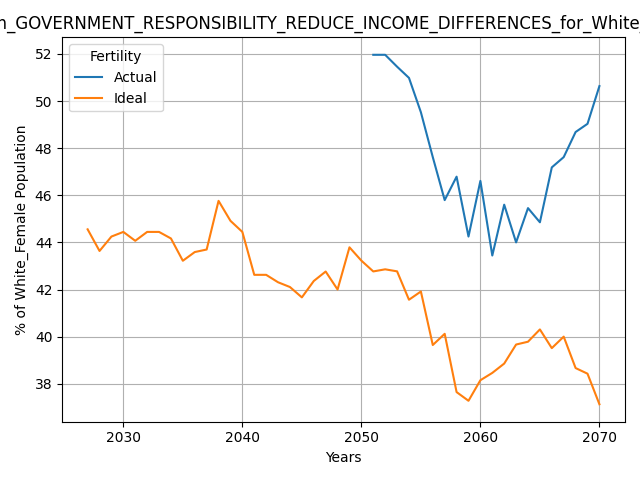 n_GOVERNMENT_RESPONSIBILITY_REDUCE_INCOME_DIFFERENCES_for_White_
Fertility
Actual
Ideal
52
50
48
46
44
42
40
38
% of White_Female Population
2030 2040 2050 2060 2070
Years